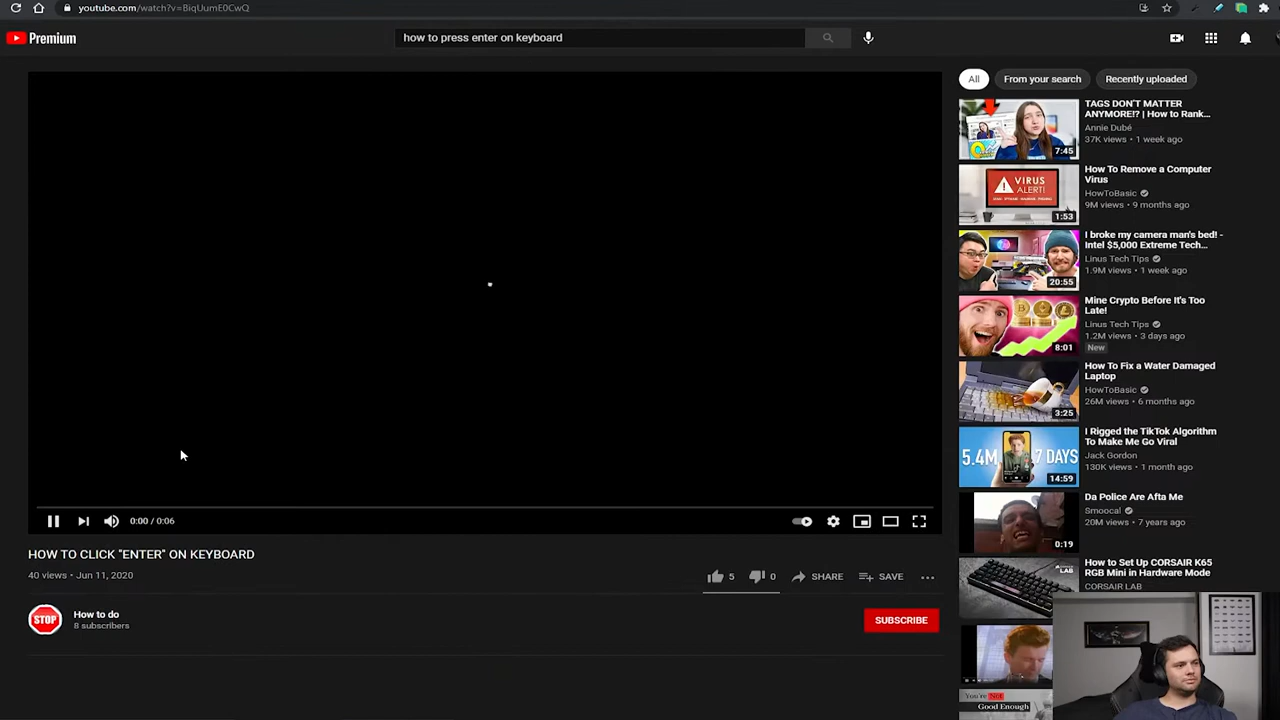 youtube.com/watch?v=BiqUumE0CwQ
Premium
how to press enter on keyboard
0:00 / 0:06
HOW TO CLICK "ENTER" ON KEYBOARD
40 views • Jun 11, 2020
5
0
SHARE
SAVE
How to do
8 subscribers
STOP
SUBSCRIBE
All
From your search
Recently uploaded
TAGS DON'T MATTER
ANYMORE!? | How to Rank...
Annie Dubé
37K views • 1 week ago
7:45
How To Remove a Computer
Virus
HowToBasic
9M views • 9 months ago
VIRUS
ALERT!
1:53
I broke my camera man's bed! -
Intel $5,000 Extreme Tech...
Linus Tech Tips
1.9M views • 1 week ago
20:55
Mine Crypto Before It's Too
Late!
Linus Tech Tips
1.2M views • 3 days ago
New
8:01
How To Fix a Water Damaged
Laptop
HowToBasic
26M views • 6 months ago
3:25
I Rigged the TikTok Algorithm
To Make Me Go Viral
Jack Gordon
130K views • 1 month ago
5.4M
7 DAYS
14:59
Da Police Are Afta Me
Smoocal
20M views • 7 years ago
0:19
How to Set Up CORSAIR K65
RGB Mini in Hardware Mode
CORSAIR LAB
You're Not
Good Enough